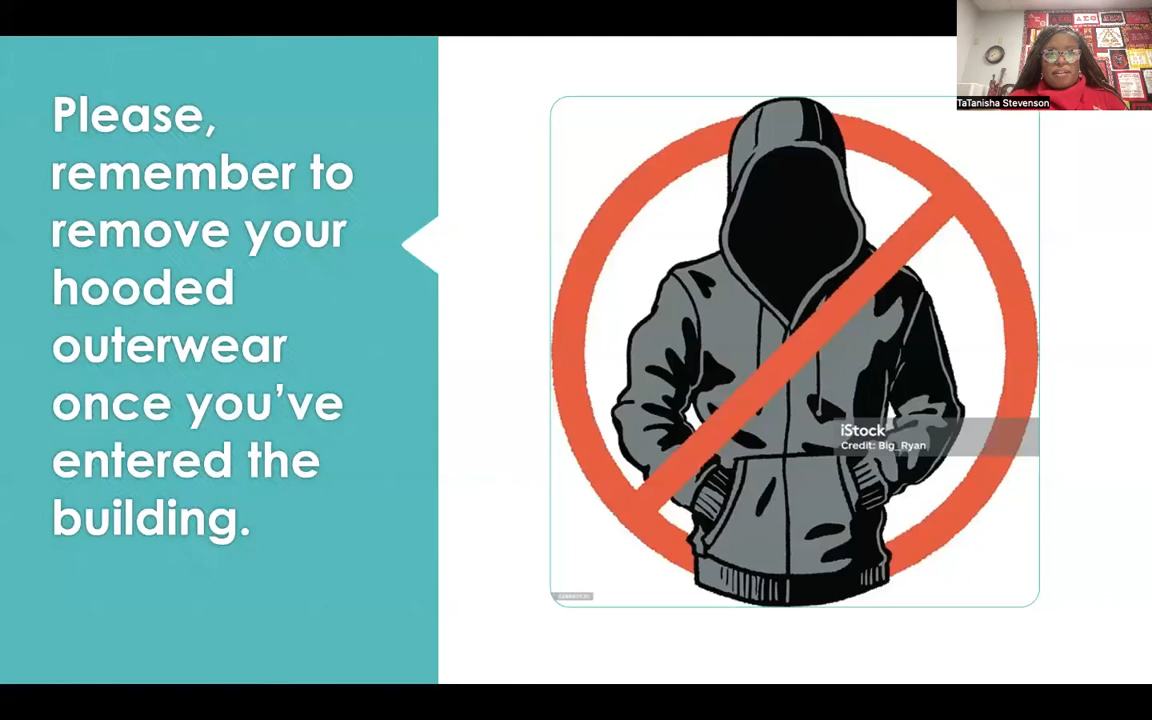 Please,
remember to
remove your
hooded
outerwear
once you’ve
entered the
building.
iStock
Credit: Big_Ryan
TaTanisha Stevenson